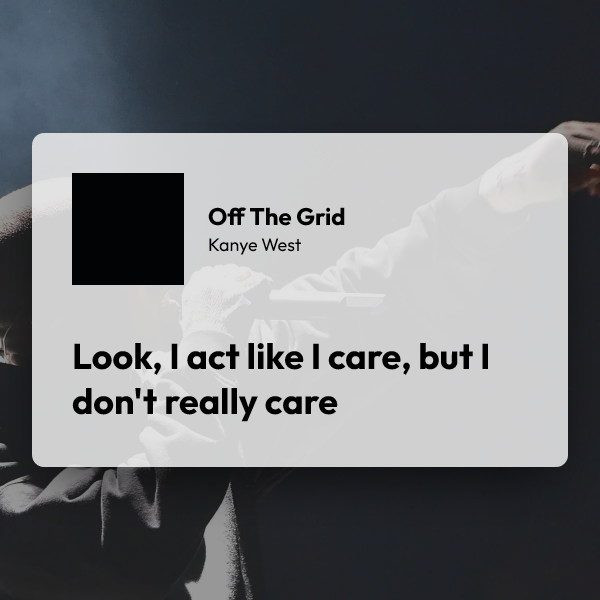 Off The Grid
Kanye West
Look, I act like I care, but I
don't really care